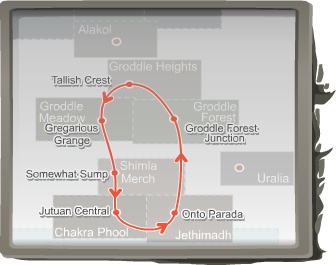 Alakol
Groddle Heights
Tallish Crest
Groddle
Meadow
Groddle
Forest
Gregarious
Grange
Groddle Forest
Junction
Shimla
Merch
Somewhat Sump
Uralia
Jutuan Central
Onto Parada
Chakra Phool
Jethimadh